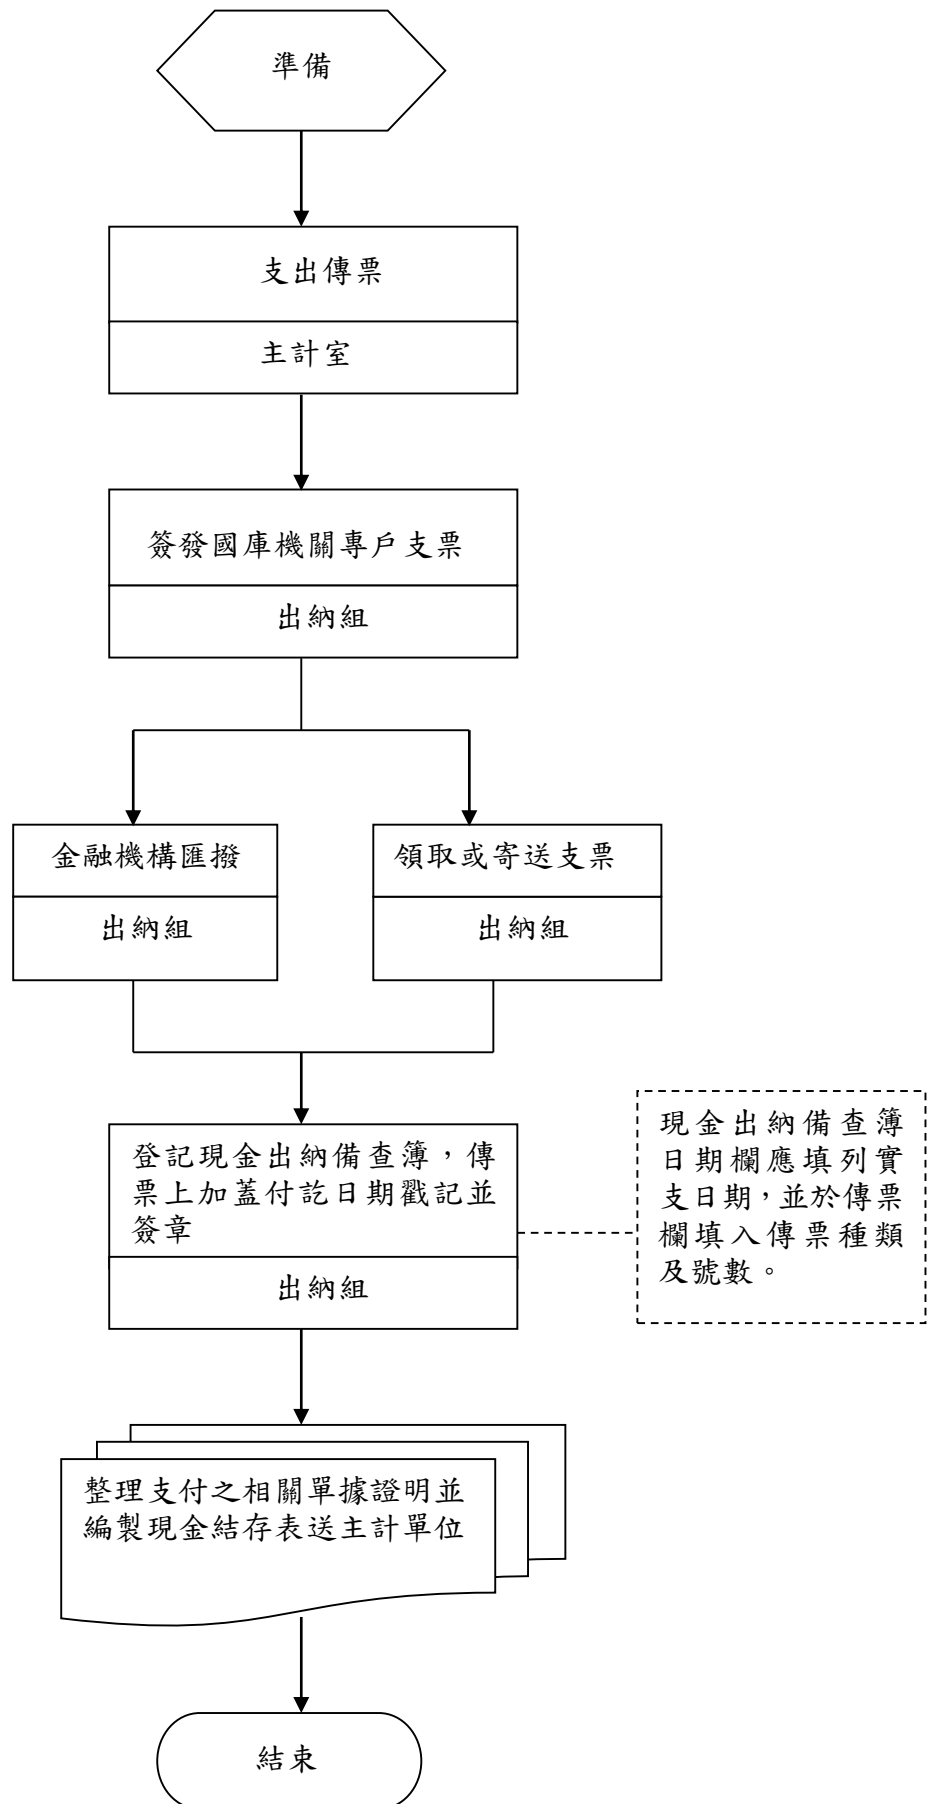 準備
支出傳票
主計室
簽發國庫機關專戶支票
出納組
金融機構匯撥
出納組
領取或寄送支票
出納組
登記現金出納備查簿，傳
票上加蓋付訖日期戳記並
簽章
出納組
現金出納備查簿
日期欄應填列實
支日期，並於傳票
欄填入傳票種類
及號數。
整理支付之相關單據證明並
編製現金結存表送主計單位
結束